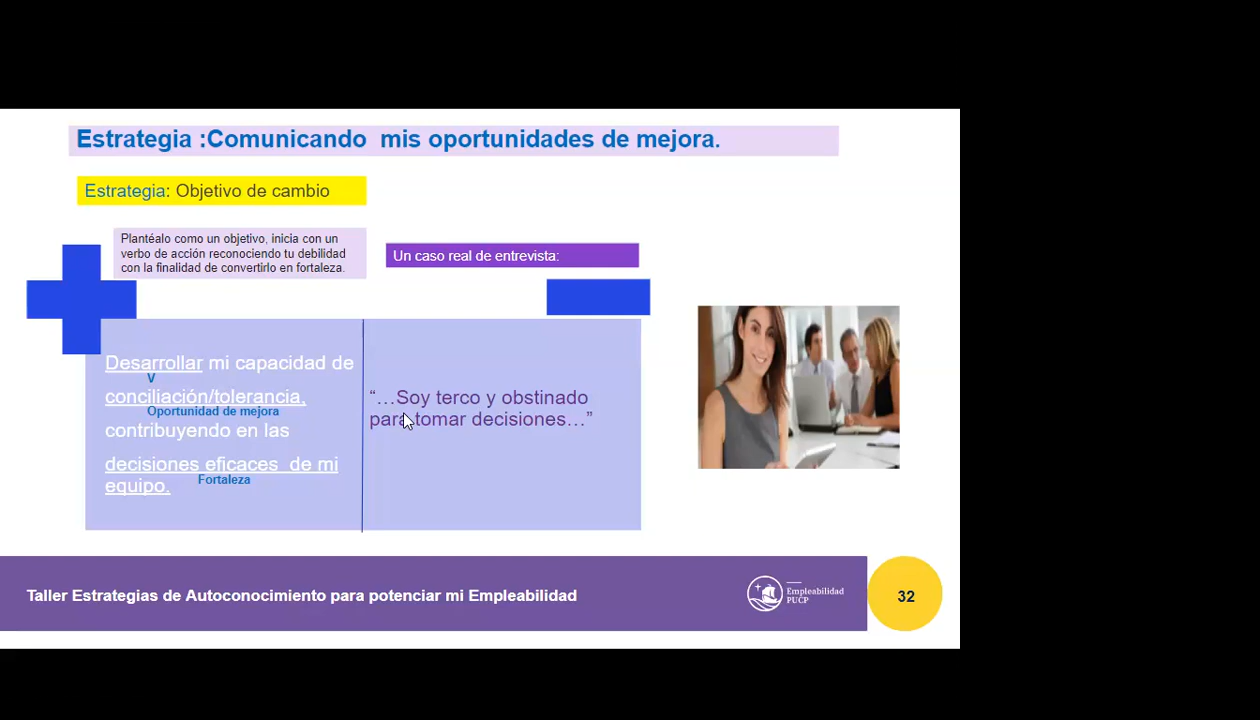 Estrategia :Comunicando mis oportunidades de mejora.
Estrategia: Objetivo de cambio
Plantéalo como un objetivo, inicia con un
verbo de acción reconociendo tu debilidad
con la finalidad de convertirlo en fortaleza.
Un caso real de entrevista:
Desarrollar mi capacidad de
V
conciliación/tolerancia,
Oportunidad de mejora
contribuyendo en las
decisiones eficaces de mi
equipo.
Fortaleza
“…Soy terco y obstinado
para tomar decisiones…”
Taller Estrategias de Autoconocimiento para potenciar mi Empleabilidad
Empleabilidad
PUCP
32